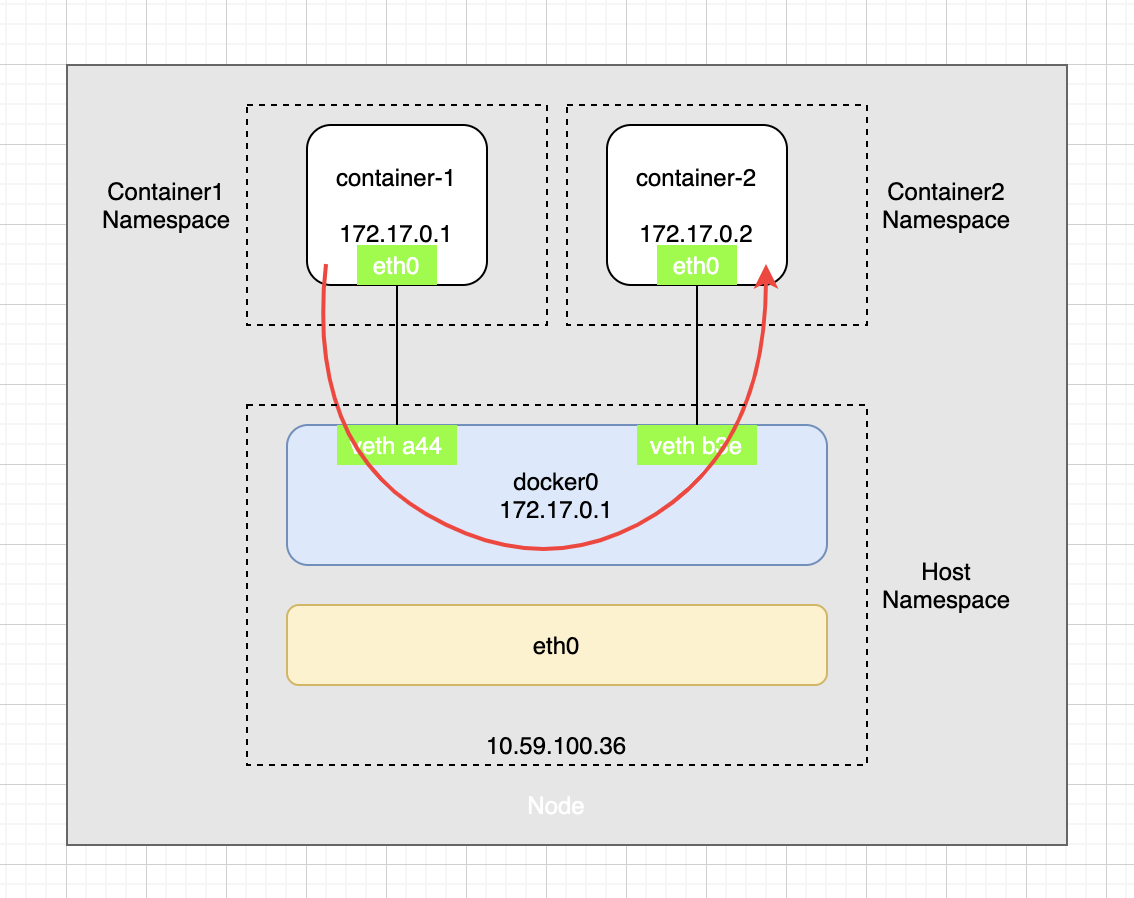 container-1
container-2
Container1
Namespace
Container2
Namespace
172.17.0.1
172.17.0.2
eth0
eth0
veth a44
veth b3e
docker0
172.17.0.1
Host
Namespace
eth0
10.59.100.36
Node